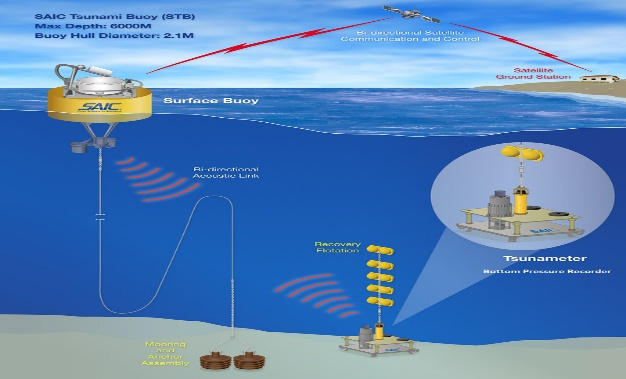 SAIC Tsunami Buoy (STB)
Max Depth: 6000M
Buoy Hull Diameter: 2.1M
Bi-directional Satellite
Communication and Control
Satellite
Ground Station
SAIC
Surface Buoy
Bi-directional
Acoustic Link
SAIC
Tsunameter
Bottom Pressure Recorder
Recovery
Flotation
Mooring
and
Anchor
Assembly